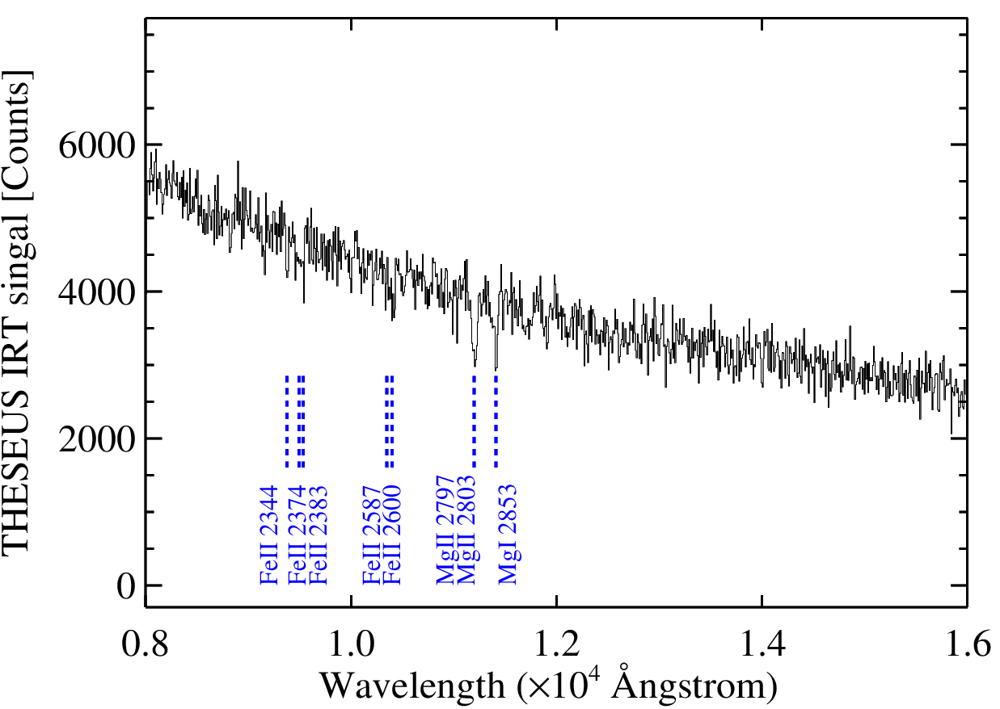 THESEUS IRT singal [Counts]
6000
4000
2000
0
FeII 2344
FeII 2374
FeII 2383
FeII 2587
FeII 2600
MgII 2797
MgII 2803
MgI 2853
0.8 1.0 1.2 1.4 1.6
Wavelength (×10⁴ Ångstrom)